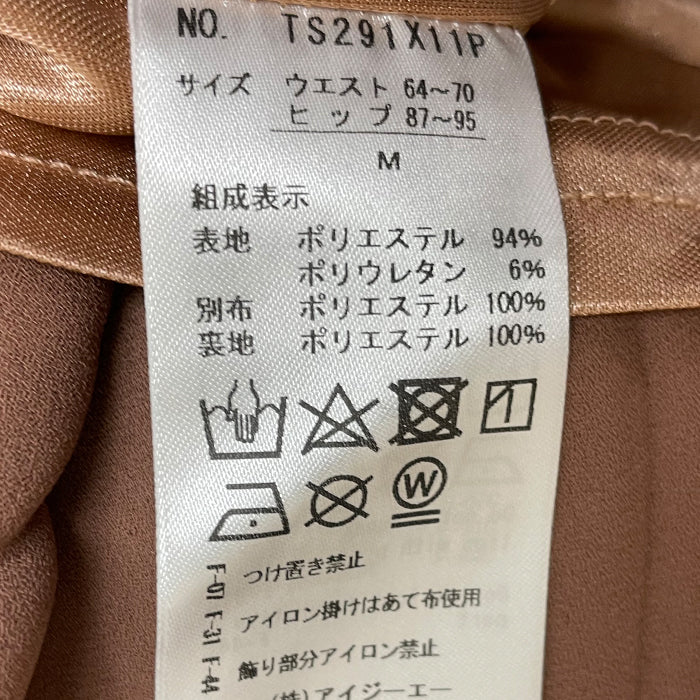 NO. TS291X11P
サイズ ウエスト 64〜70
ヒップ 87〜95
M
組成表示
表地 ポリエステル 94%
ポリウレタン 6%
別布 ポリエステル 100%
裏地 ポリエステル 100%
W
つけ置き禁止
アイロン掛けはあて布使用
飾り部分アイロン禁止
(株)アイジーエー
F-01 F-31 F-44